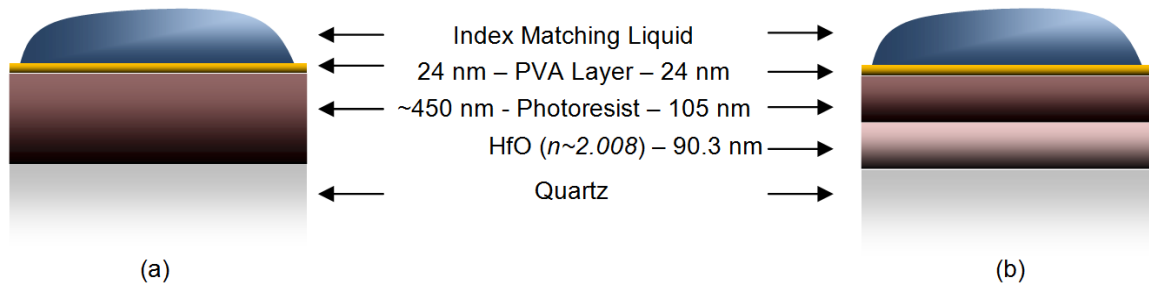 Index Matching Liquid
24 nm – PVA Layer – 24 nm
~450 nm - Photoresist – 105 nm
HfO (n~2.008) – 90.3 nm
Quartz
(a)
(b)